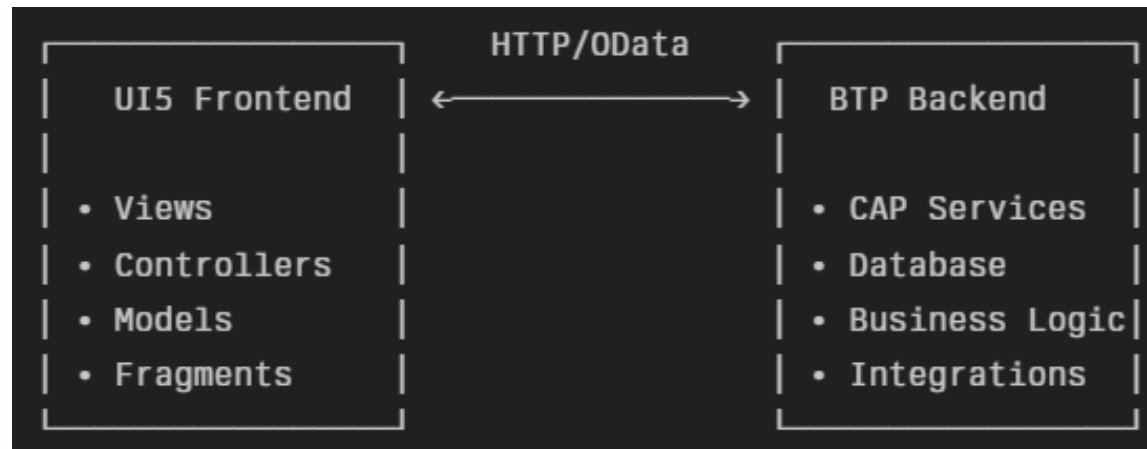 HTTP/OData
UI5 Frontend
BTP Backend
• Views
• Controllers
• Models
• Fragments
• CAP Services
• Database
• Business Logic
• Integrations